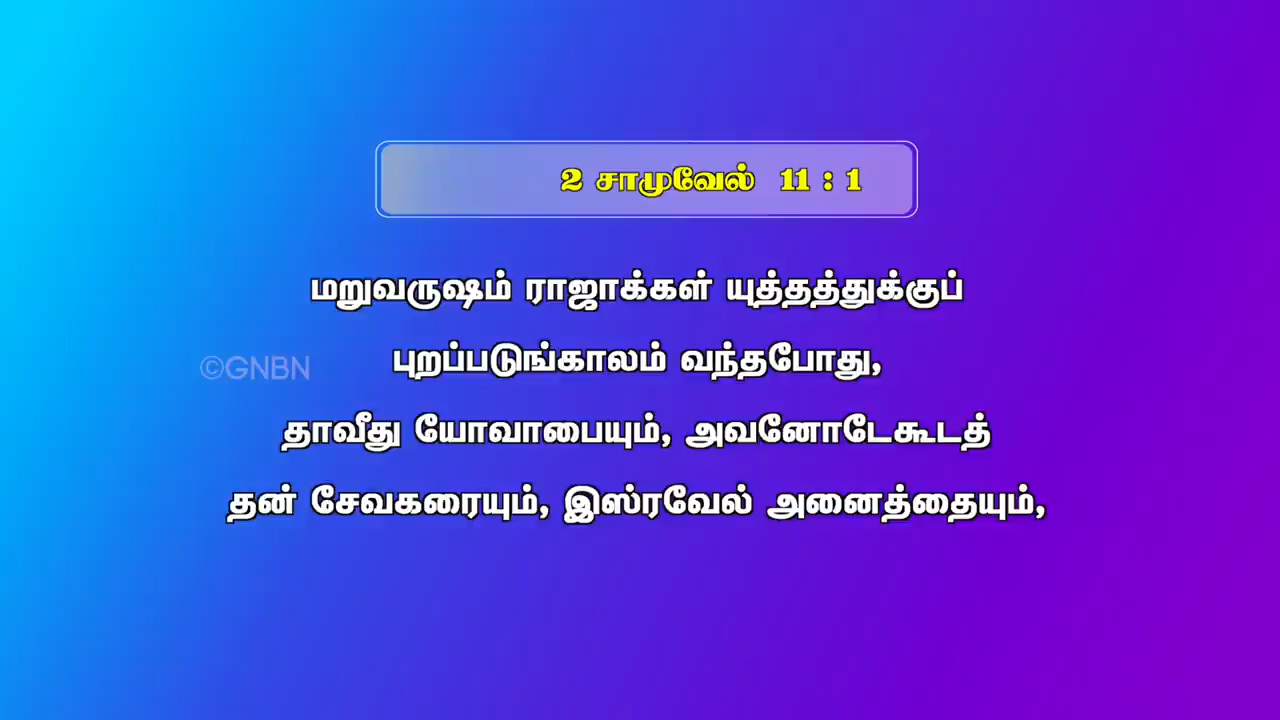 2 சாமுவேல் 11 : 1
மறுவருஷம் ராஜாக்கள் யுத்தத்துக்குப்
புறப்படுங்காலம் வந்தபோது,
©GNBN
தாவீது யோவாபையும், அவனோடேகூடத்
தன் சேவகரையும், இஸ்ரவேல் அனைத்தையும்,